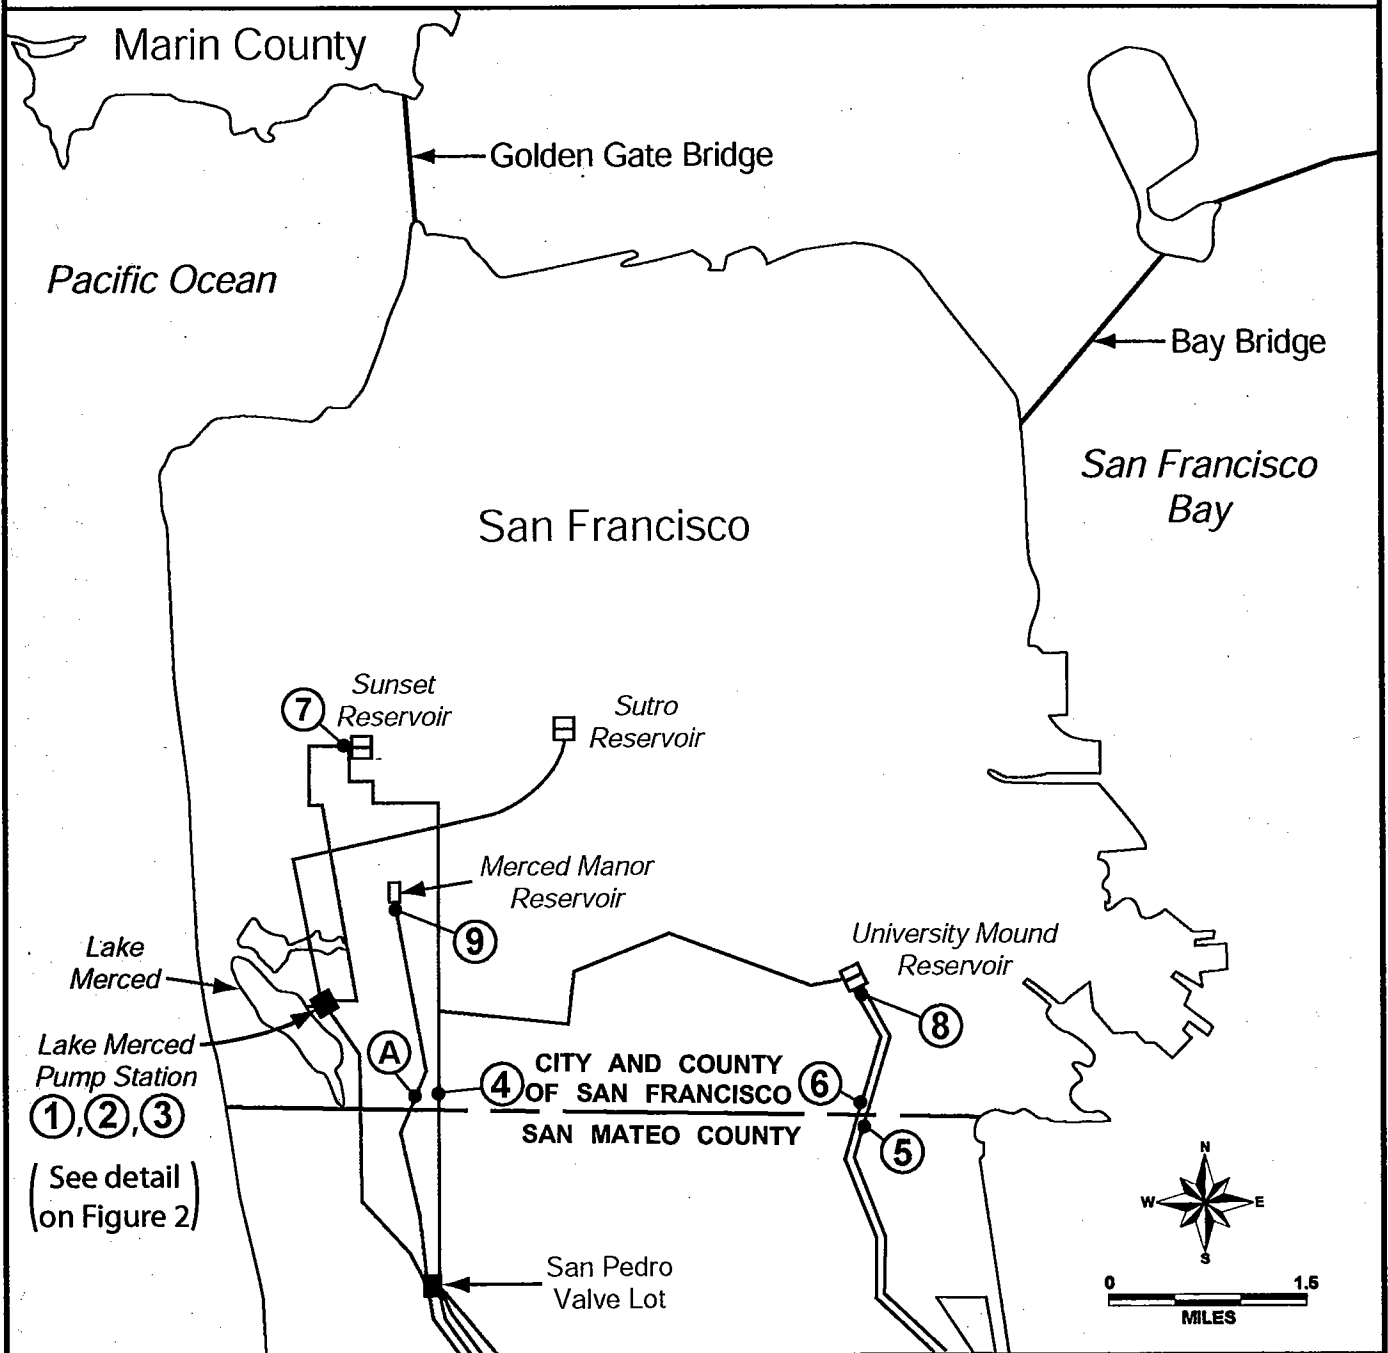 Marin County
Golden Gate Bridge
Pacific Ocean
Bay Bridge
San Francisco
Bay
San Francisco
7
Sunset
Reservoir
Sutro
Reservoir
Merced Manor
Reservoir
9
Lake
Merced
University Mound
Reservoir
8
Lake Merced
Pump Station
1, 2, 3
(See detail
on Figure 2)
A
4
CITY AND COUNTY
OF SAN FRANCISCO
6
SAN MATEO COUNTY
5
San Pedro
Valve Lot
N
W E
S
0 1.5
MILES